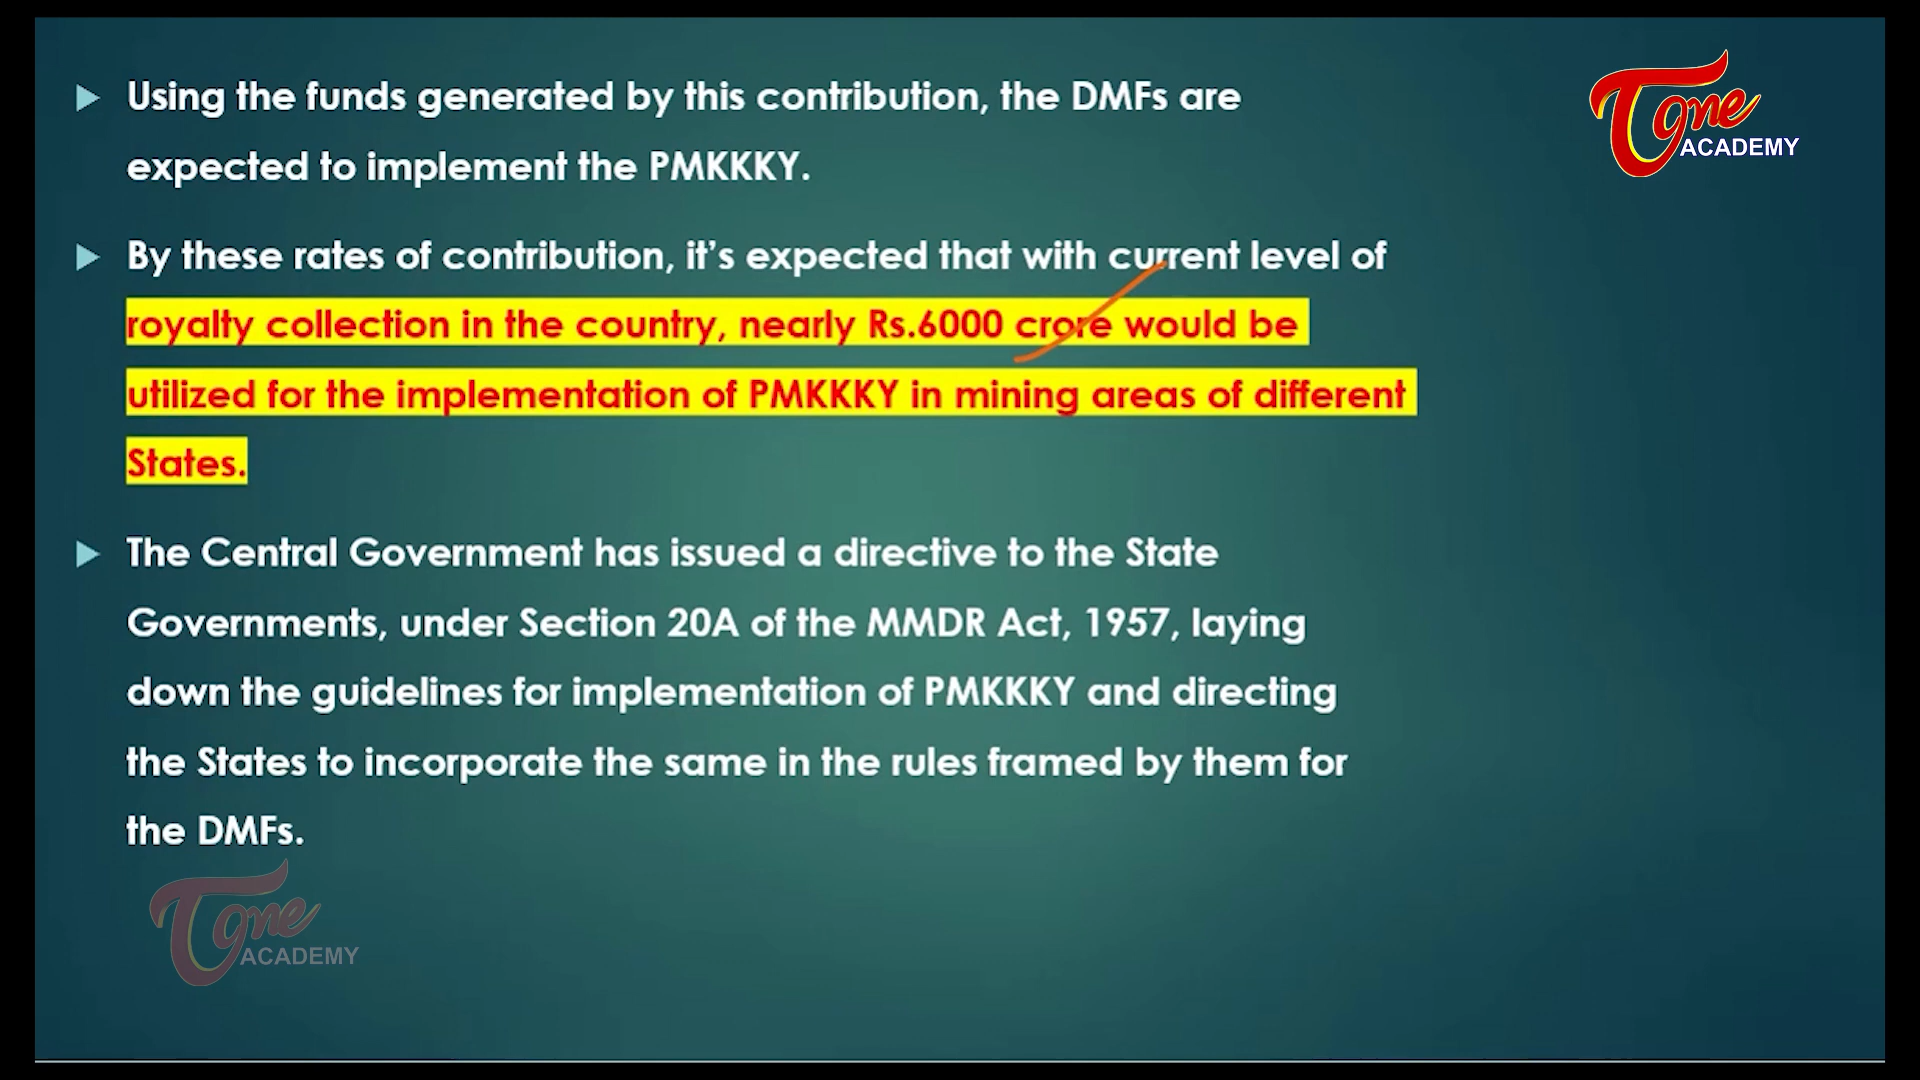 Using the funds generated by this contribution, the DMFs are
expected to implement the PMKKKY.
By these rates of contribution, it's expected that with current level of
royalty collection in the country, nearly Rs.6000 crore would be
utilized for the implementation of PMKKKY in mining areas of different
States.
The Central Government has issued a directive to the State
Governments, under Section 20A of the MMDR Act, 1957, laying
down the guidelines for implementation of PMKKKY and directing
the States to incorporate the same in the rules framed by them for
the DMFs.
Tone
ACADEMY
Tone
ACADEMY